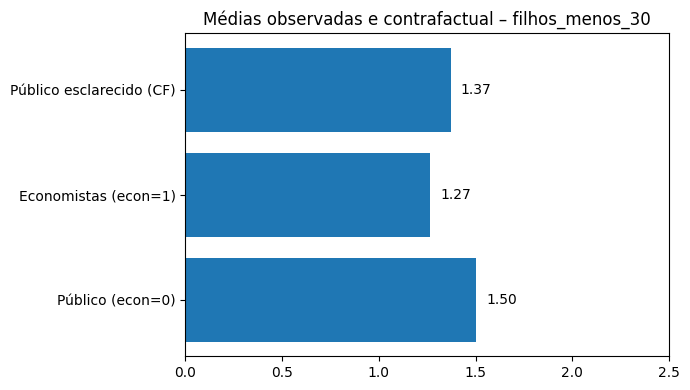 Médias observadas e contrafactual – filhos_menos_30
Público esclarecido (CF)
1.37
Economistas (econ=1)
1.27
Público (econ=0)
1.50
0.0 0.5 1.0 1.5 2.0 2.5